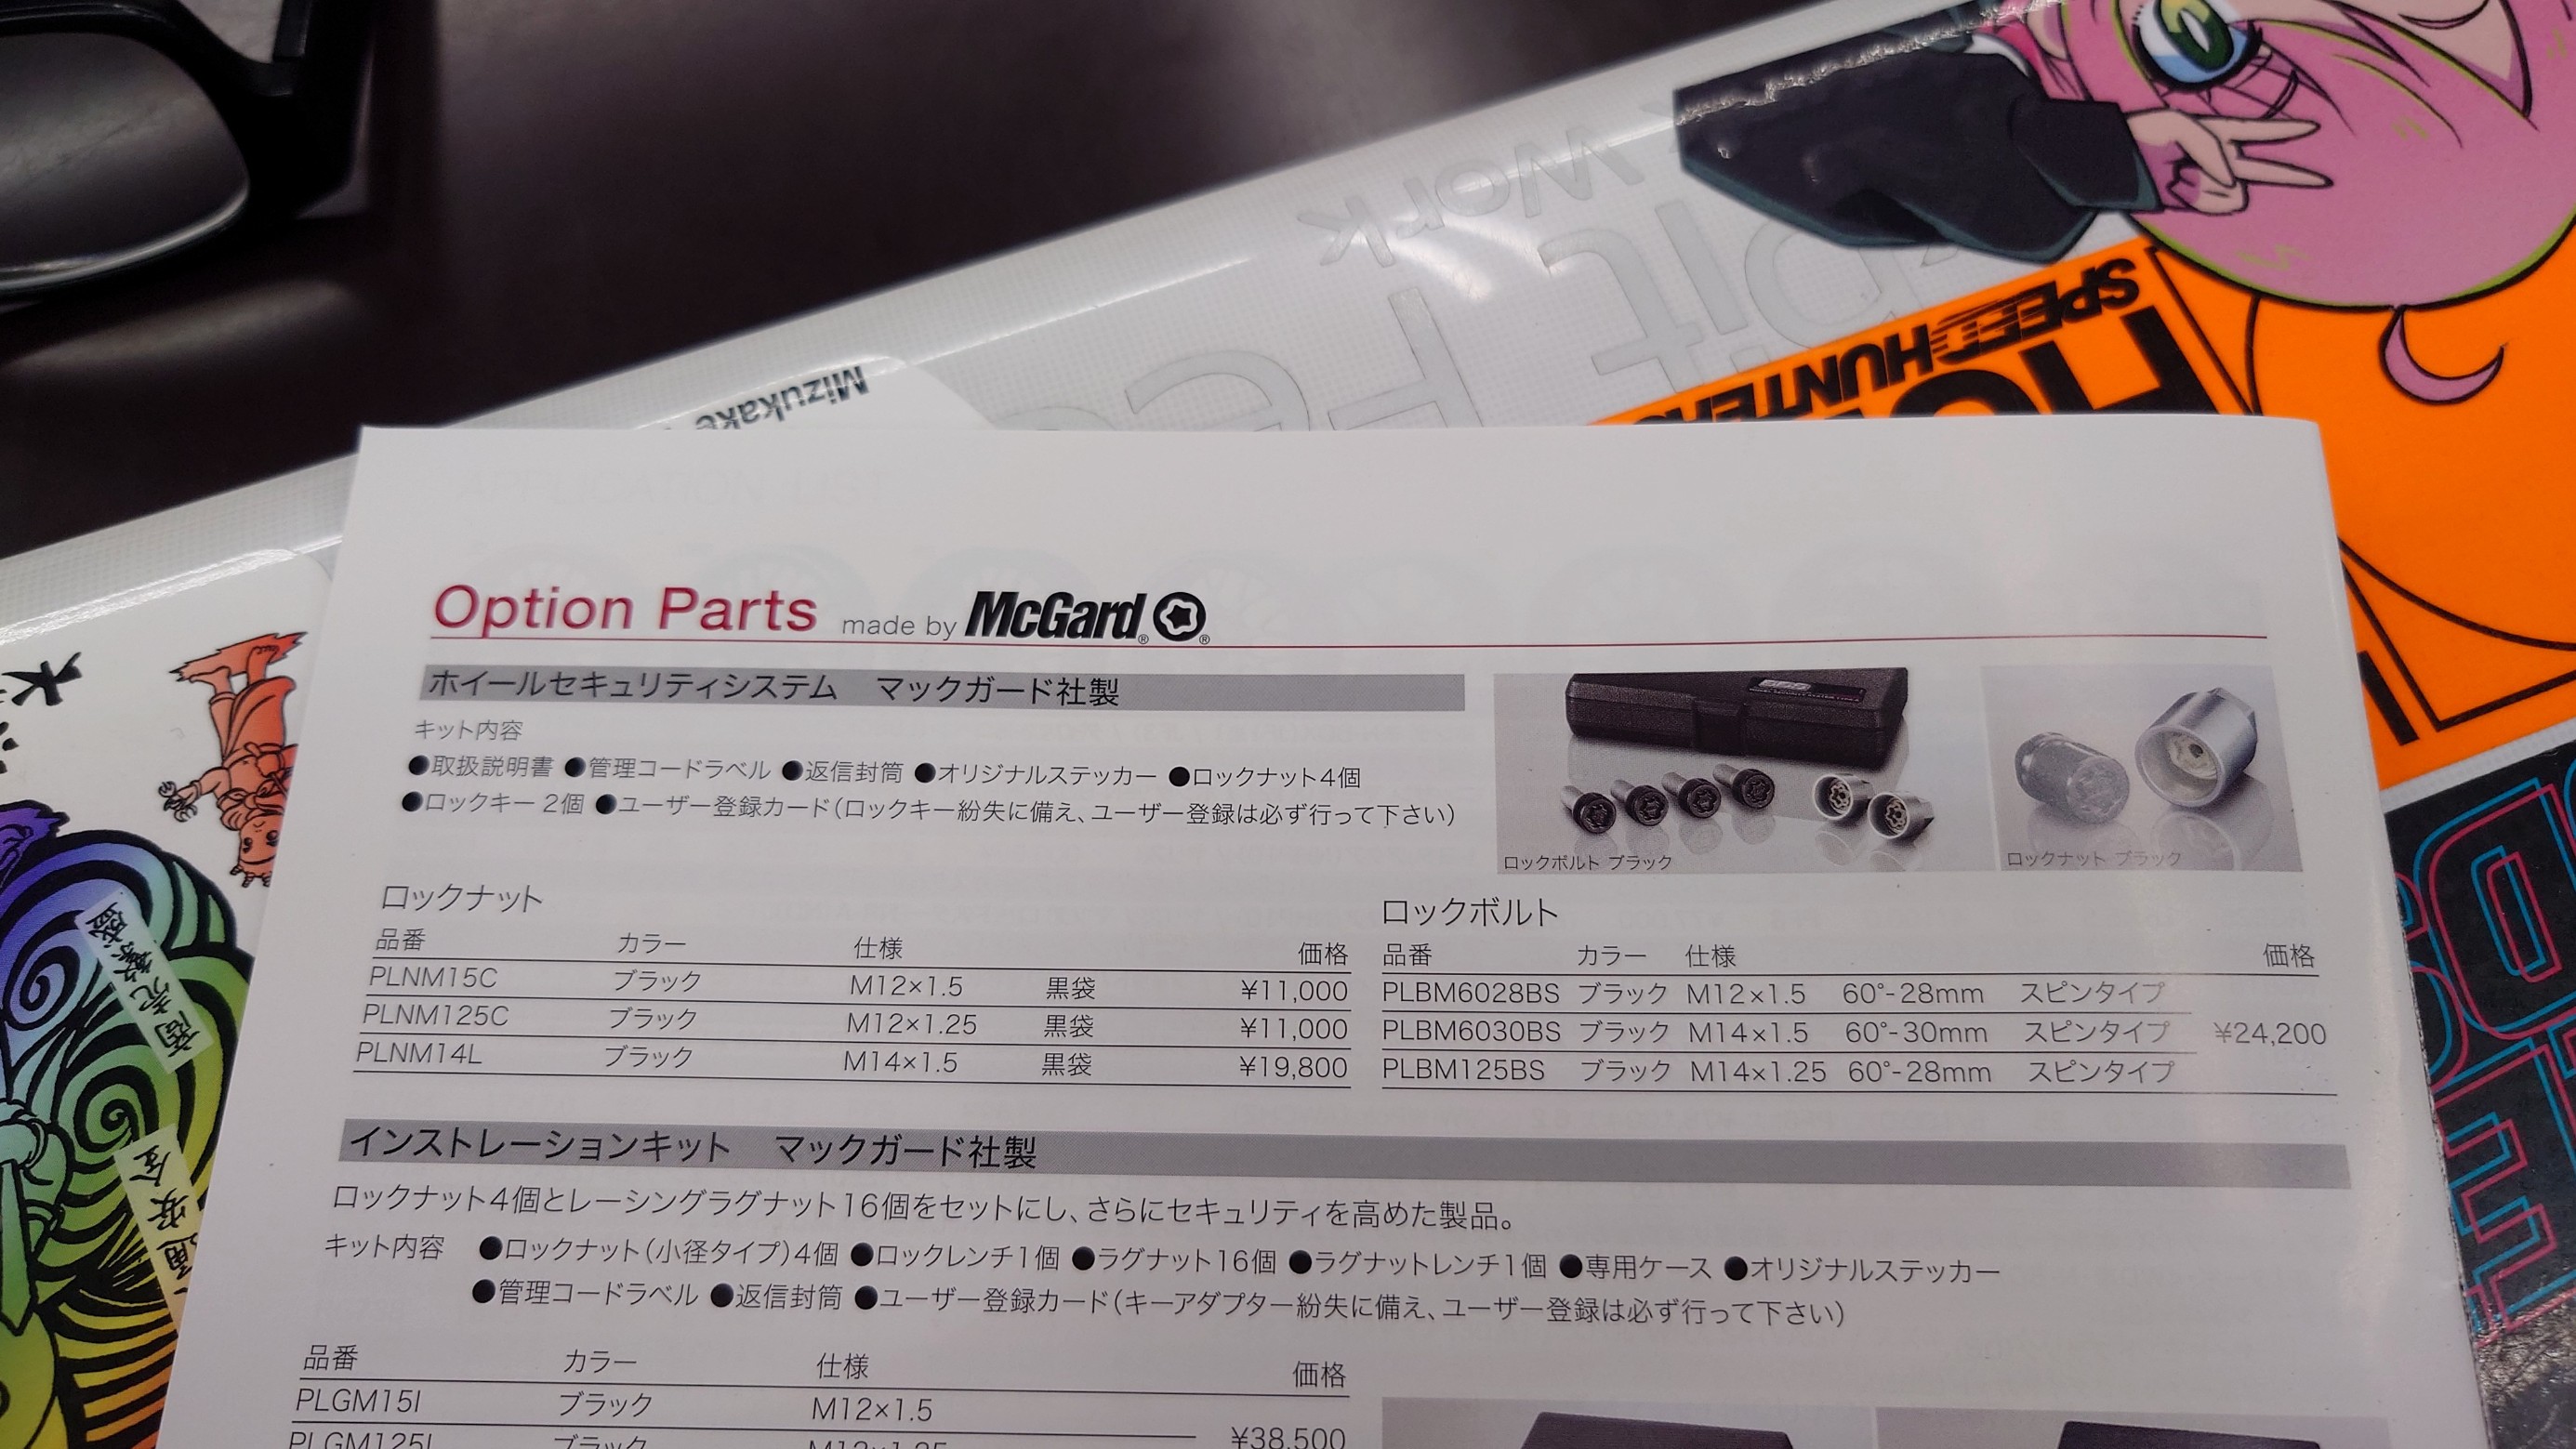 Work
SPEEDHUNTERS
Mizukake
Option Parts made by McGard
ホイールセキュリティシステム マックガード社製
キット内容
●取扱説明書 ●管理コードラベル ●返信封筒 ●オリジナルステッカー ●ロックナット4個
●ロックキー 2個 ●ユーザー登録カード(ロックキー紛失に備え、ユーザー登録は必ず行って下さい)
ロックボルト ブラック
ロックナット ブラック
ロックナット
品番 カラー 仕様 価格
PLNM15C ブラック M12×1.5 黒袋 ¥11,000
PLNM125C ブラック M12×1.25 黒袋 ¥11,000
PLNM14L ブラック M14×1.5 黒袋 ¥19,800
ロックボルト
品番 カラー 仕様 価格
PLBM6028BS ブラック M12×1.5 60°-28mm スピンタイプ
PLBM6030BS ブラック M14×1.5 60°-30mm スピンタイプ ¥24,200
PLBM125BS ブラック M14×1.25 60°-28mm スピンタイプ
インストレーションキット マックガード社製
ロックナット4個とレーシングラグナット16個をセットにし、さらにセキュリティを高めた製品。
キット内容 ●ロックナット(小径タイプ)4個 ●ロックレンチ1個 ●ラグナット16個 ●ラグナットレンチ1個 ●専用ケース ●オリジナルステッカー
●管理コードラベル ●返信封筒 ●ユーザー登録カード(キーアダプター紛失に備え、ユーザー登録は必ず行って下さい)
品番 カラー 仕様 価格
PLGM15I ブラック M12×1.5
PLGM125I ブラック M12×1.25 ¥38,500
商売繁盛